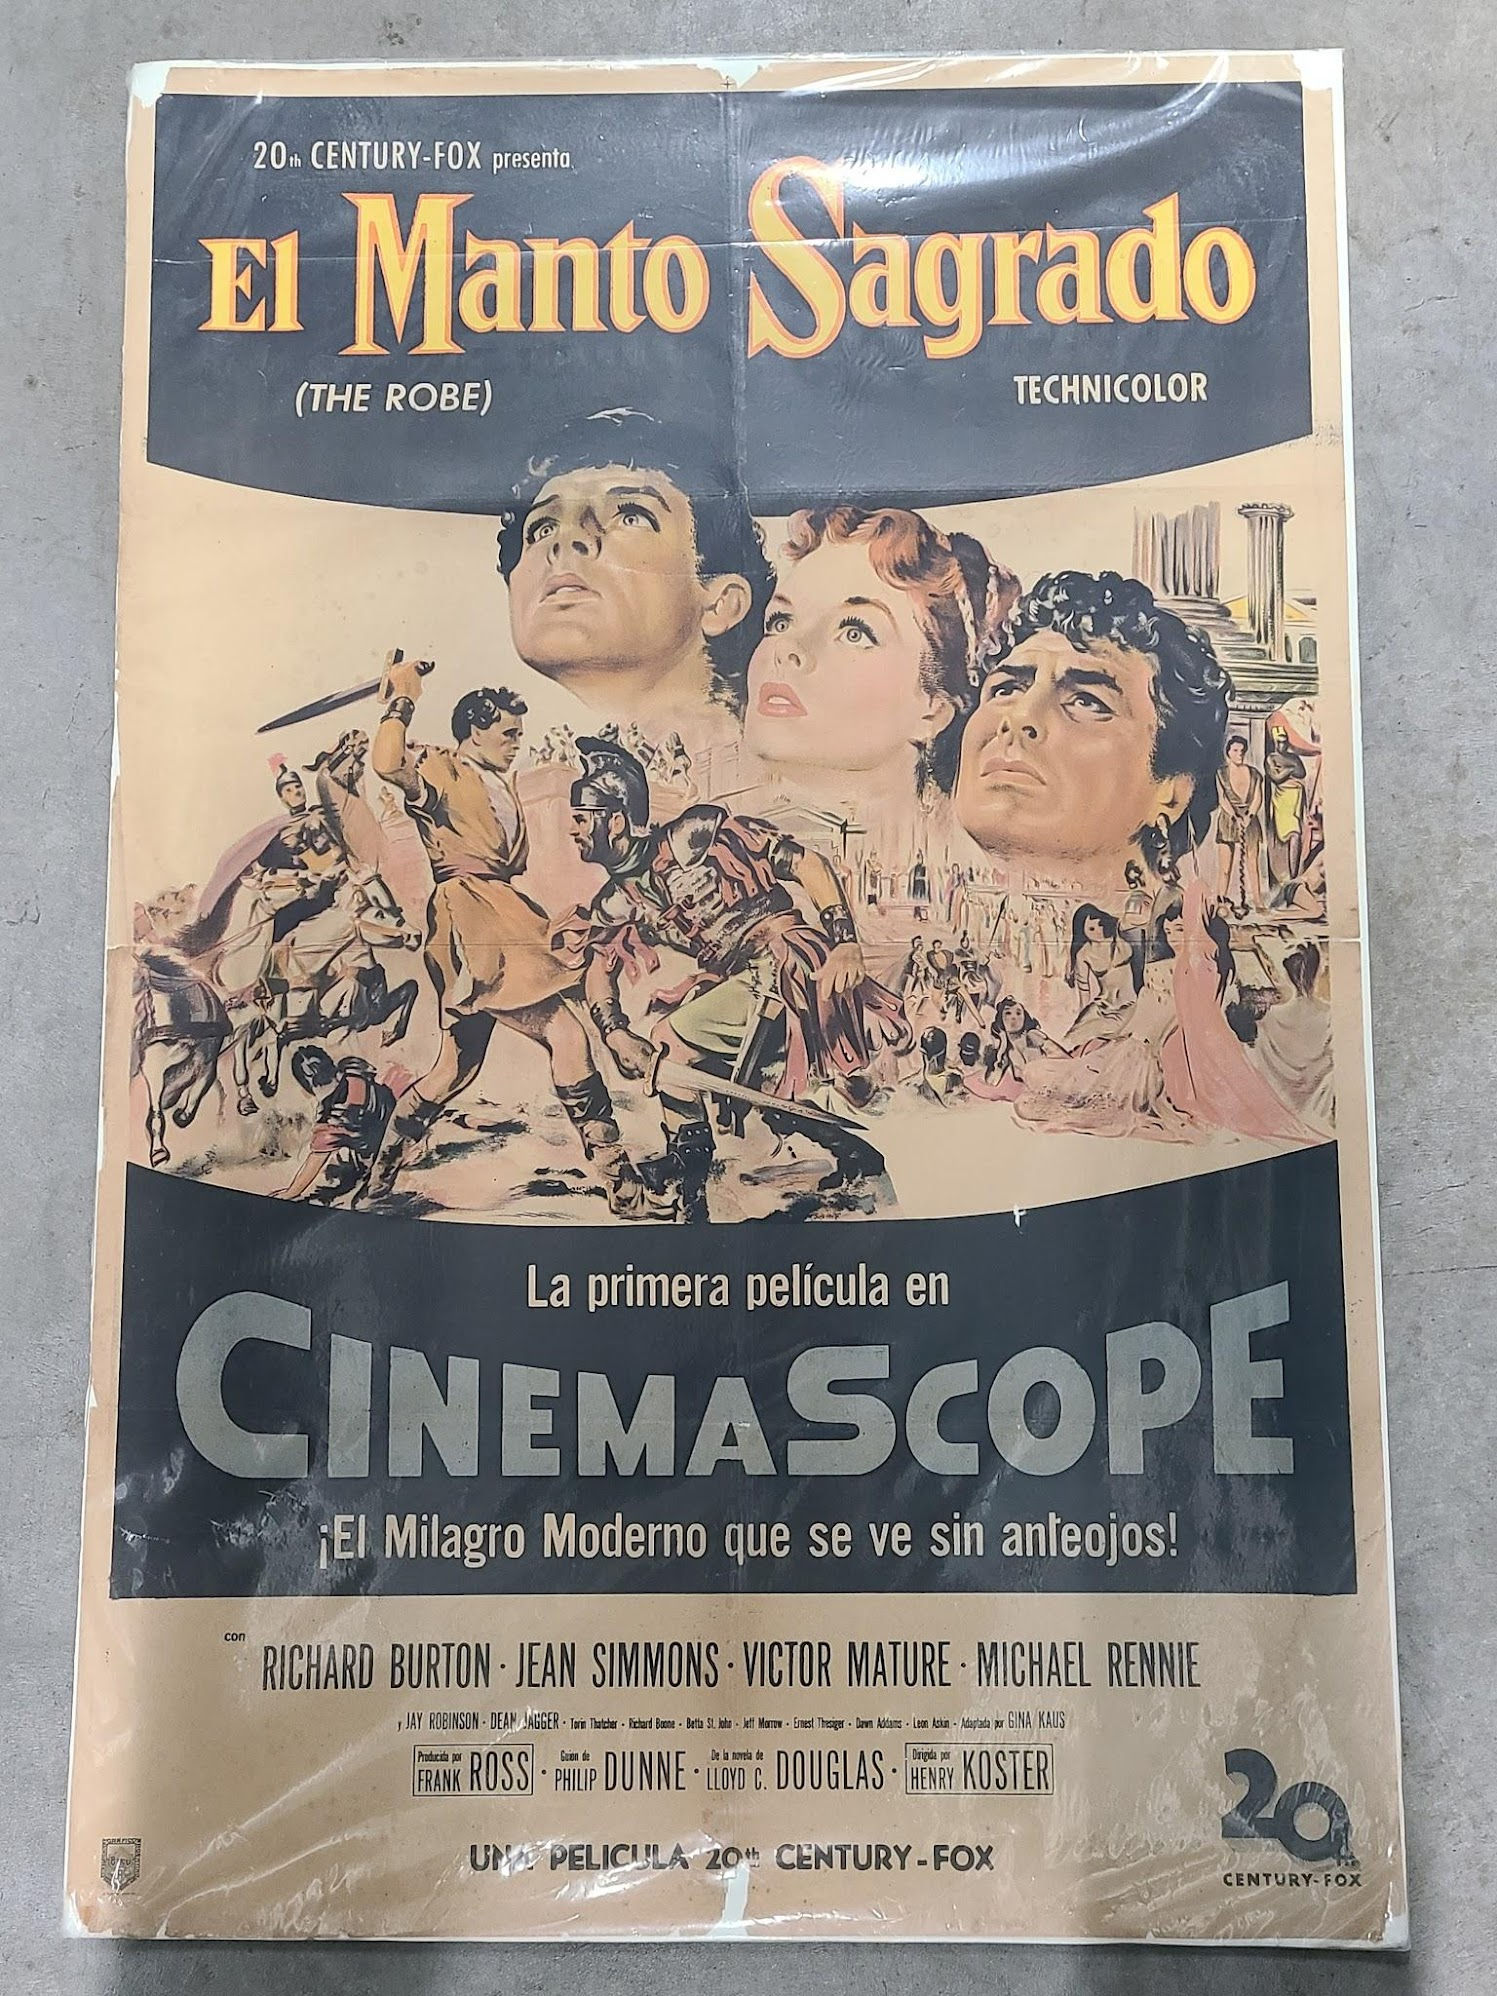 20th CENTURY-FOX presenta
El Manto Sagrado
(THE ROBE)
TECHNICOLOR
La primera película en
CINEMASCOPE
¡El Milagro Moderno que se ve sin anteojos!
con
RICHARD BURTON · JEAN SIMMONS · VICTOR MATURE · MICHAEL RENNIE
y JAY ROBINSON · DEAN JAGGER · Torin Thatcher · Richard Boone · Betta St. John · Jeff Morrow · Ernest Thesiger · Dawn Addams · Leon Askin · Adaptada por GINA KAUS
Producida por FRANK ROSS · Guión de PHILIP DUNNE · De la novela de LLOYD C. DOUGLAS · Dirigida por HENRY KOSTER
UNA PELICULA 20th CENTURY-FOX
20th
CENTURY-FOX